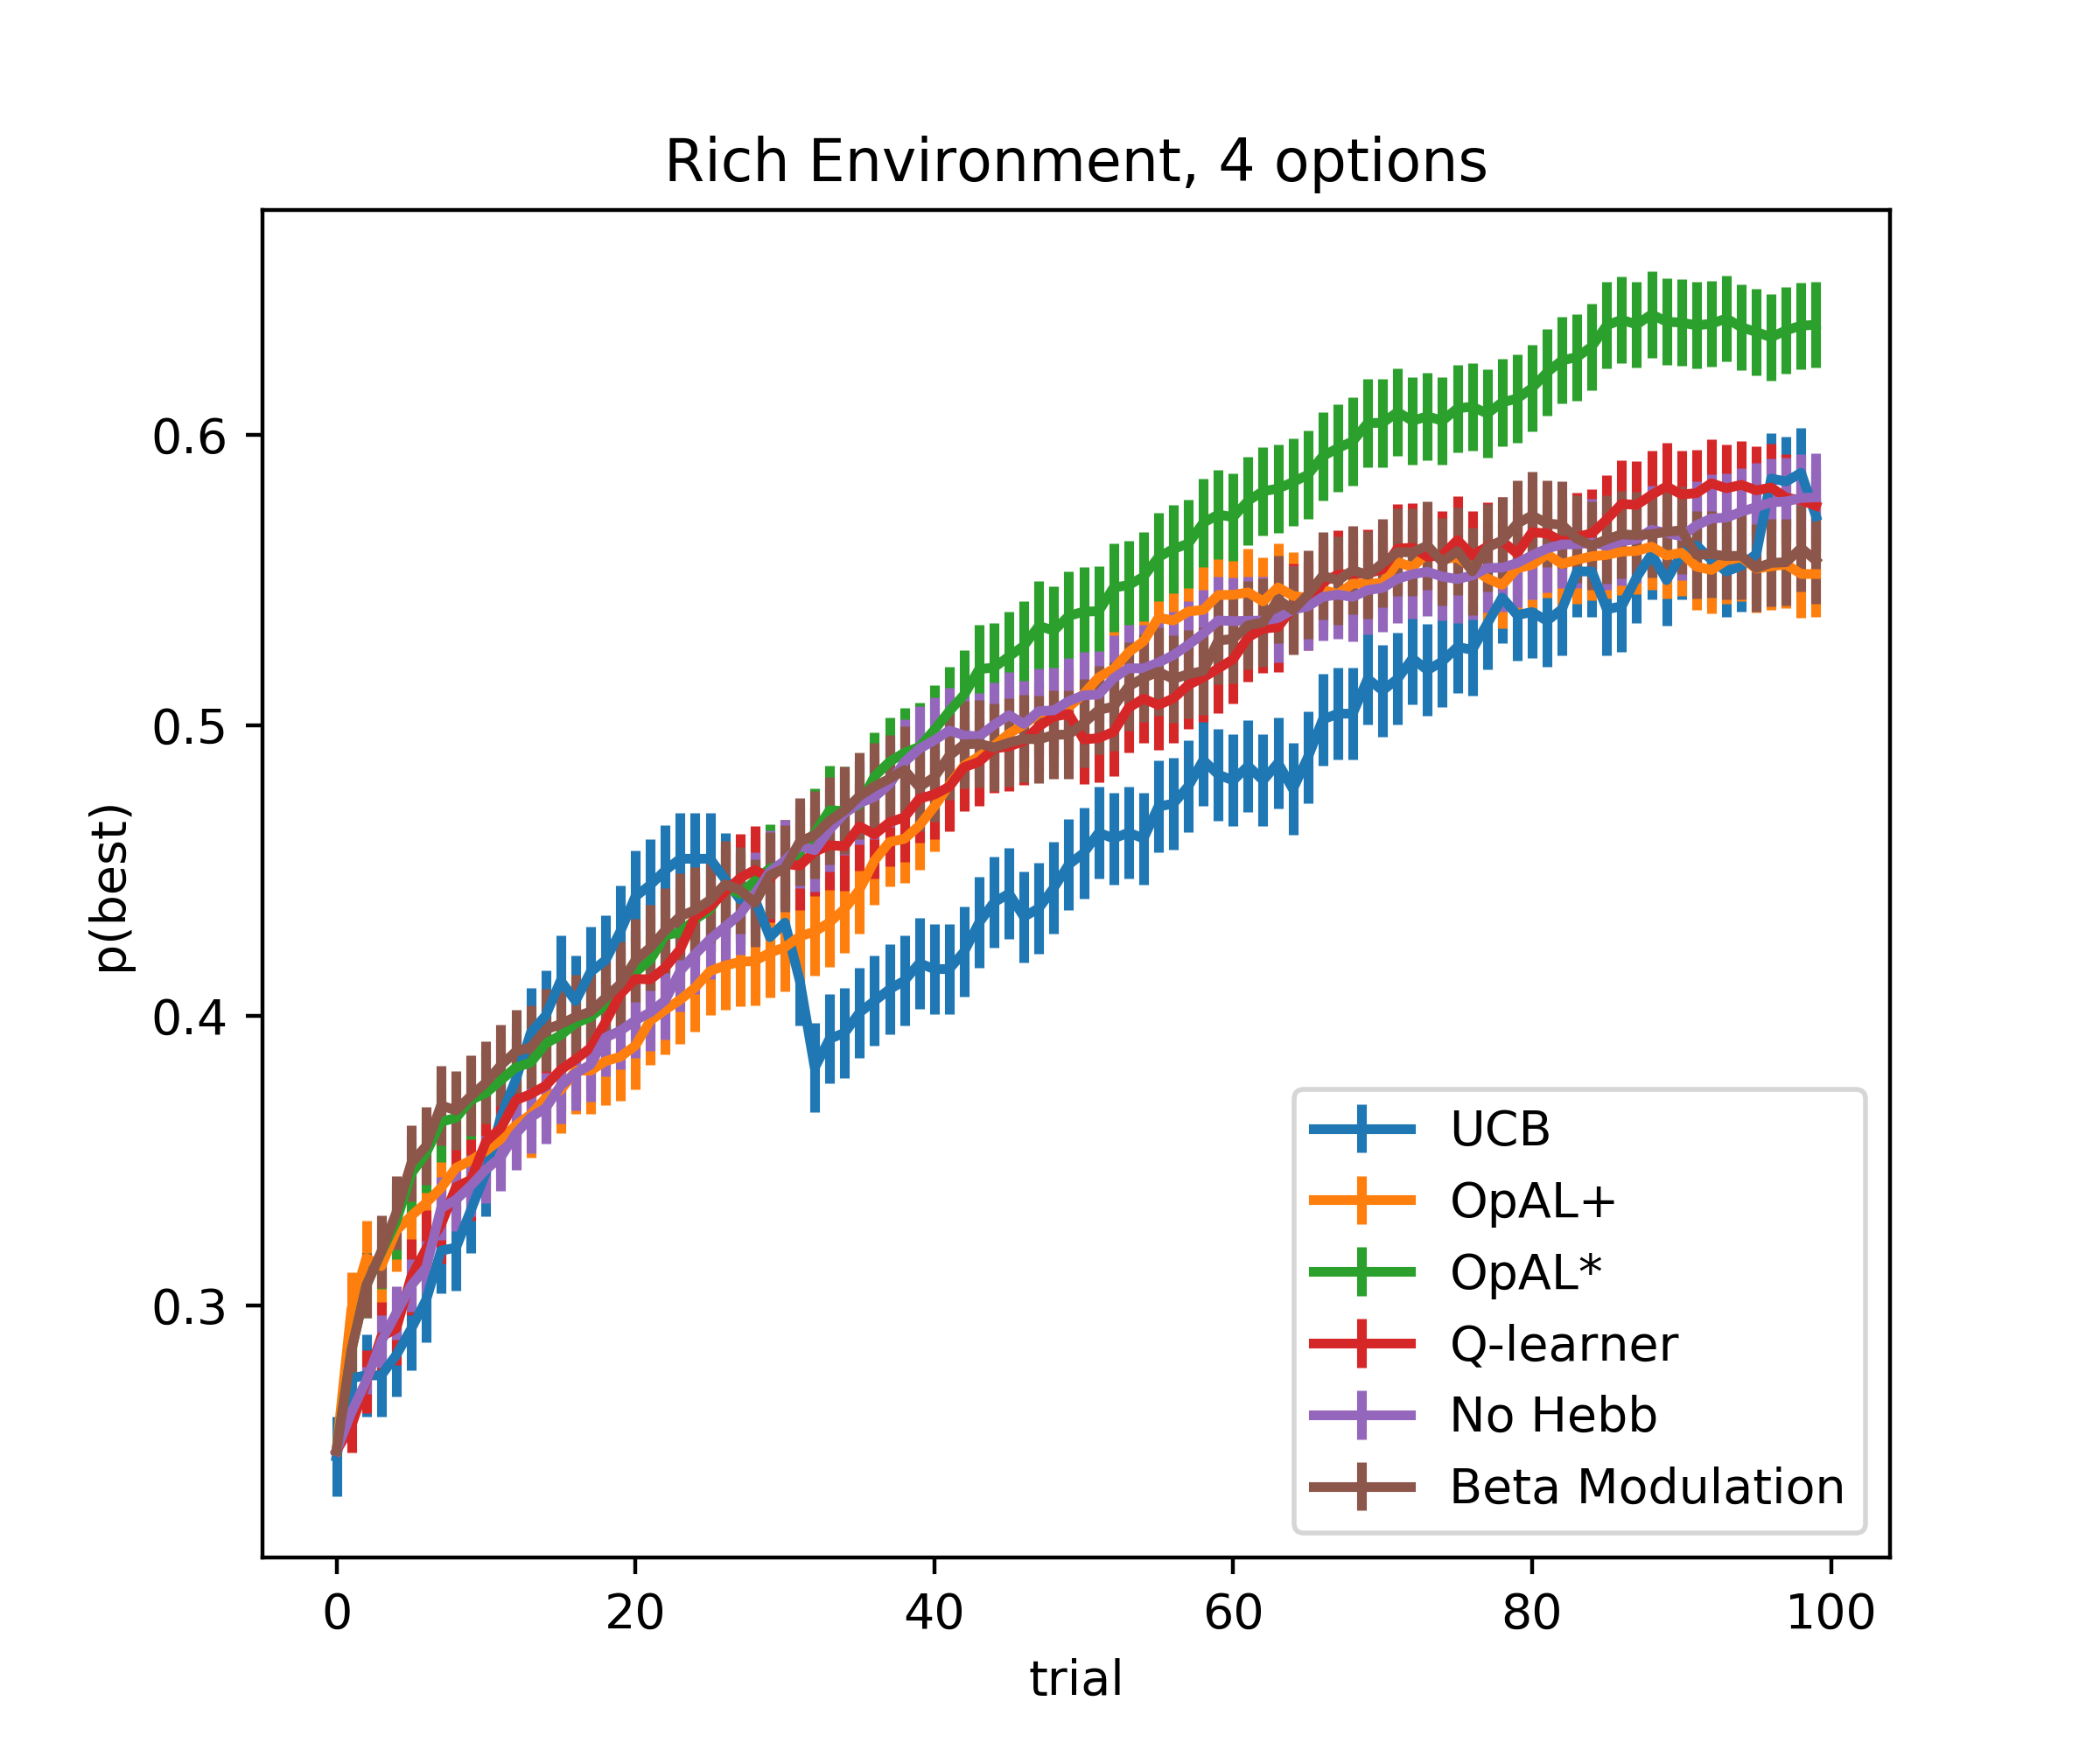 Rich Environment, 4 options
p(best)
0.6
0.5
0.4
0.3
0 20 40 60 80 100
trial
UCB
OpAL+
OpAL*
Q-learner
No Hebb
Beta Modulation